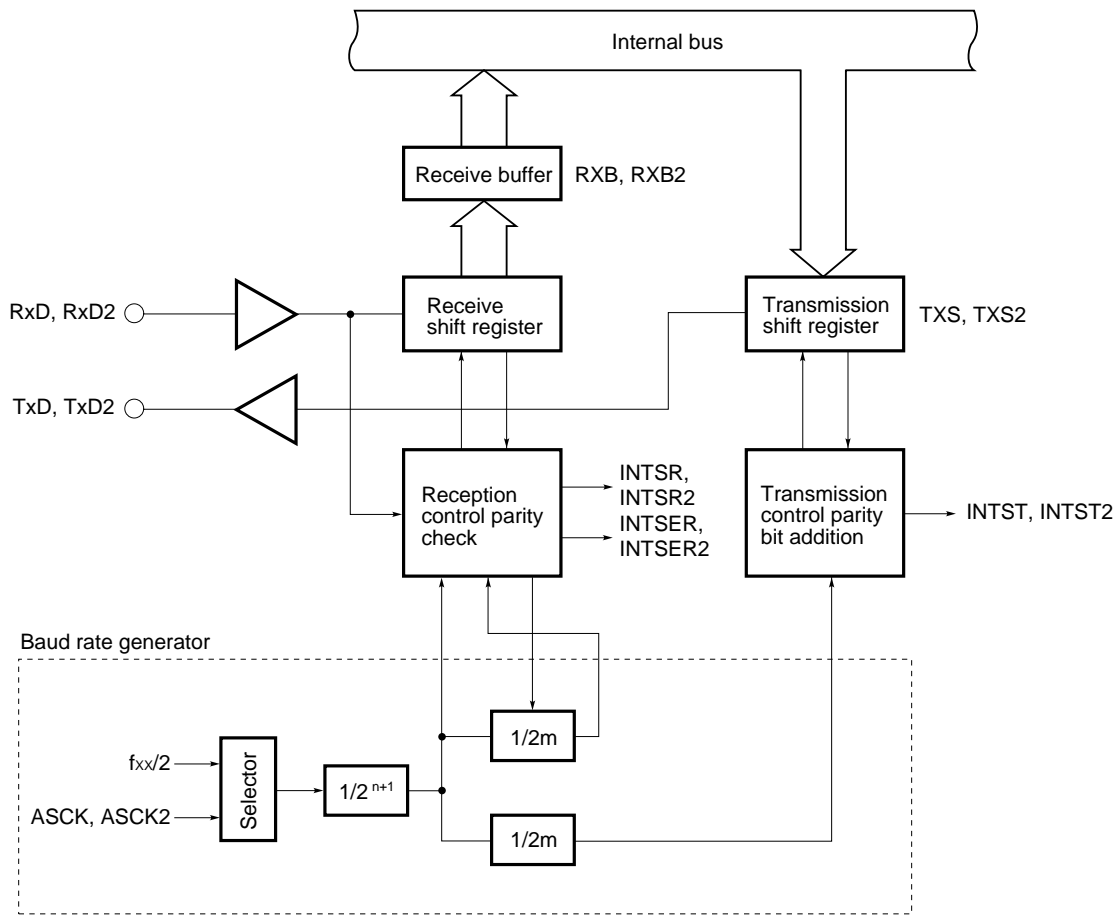 Internal bus
Receive buffer
RXB, RXB2
RxD, RxD2
Receive
shift register
Transmission
shift register
TXS, TXS2
TxD, TxD2
Reception
control parity
check
INTSR,
INTSR2
INTSER,
INTSER2
Transmission
control parity
bit addition
INTST, INTST2
Baud rate generator
fxx/2
ASCK, ASCK2
Selector
1/2 n+1
1/2m
1/2m